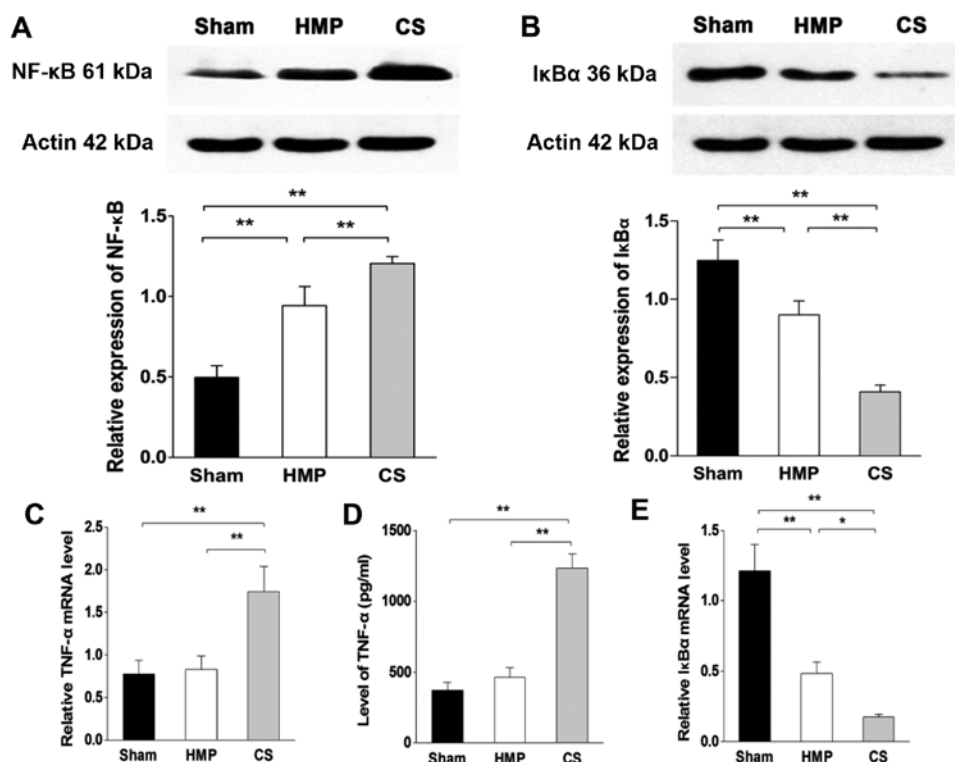 A
Sham HMP CS
NF-κB 61 kDa
Actin 42 kDa
**
** **
Relative expression of NF-κB
1.5
1.0
0.5
0.0
Sham HMP CS
B
Sham HMP CS
IκBα 36 kDa
Actin 42 kDa
**
** **
Relative expression of IκBα
1.5
1.0
0.5
0.0
Sham HMP CS
C
**
**
Relative TNF-α mRNA level
2.5
2.0
1.5
1.0
0.5
0.0
Sham HMP CS
D
**
**
Level of TNF-α (pg/ml)
1500
1000
500
0
Sham HMP CS
E
**
** *
Relative IκBα mRNA level
1.5
1.0
0.5
0.0
Sham HMP CS